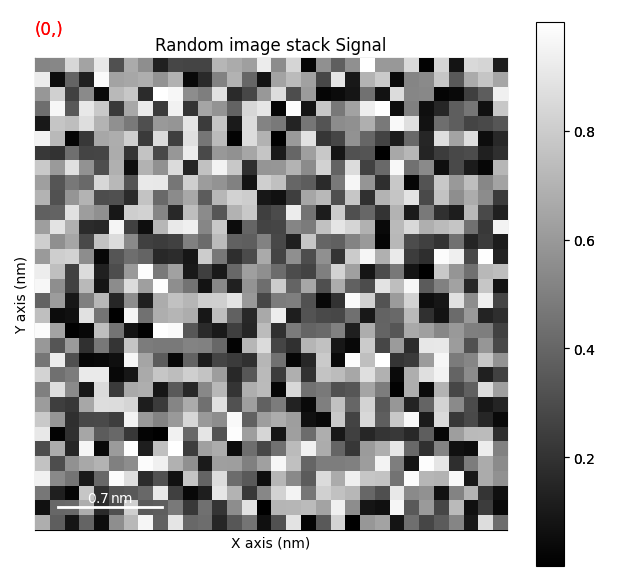 (0,)
Random image stack Signal
0.8
0.6
0.4
0.2
Y axis (nm)
0.7 nm
X axis (nm)